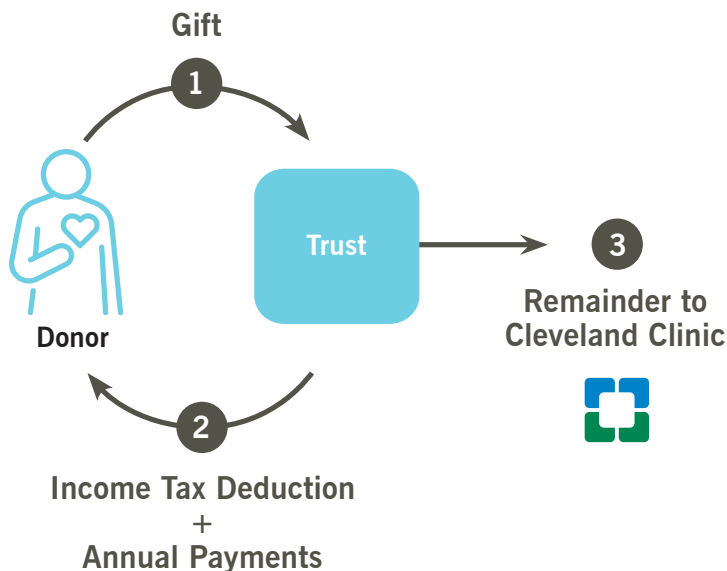 Gift
1
Donor
Trust
3
Remainder to
Cleveland Clinic
2
Income Tax Deduction
+
Annual Payments